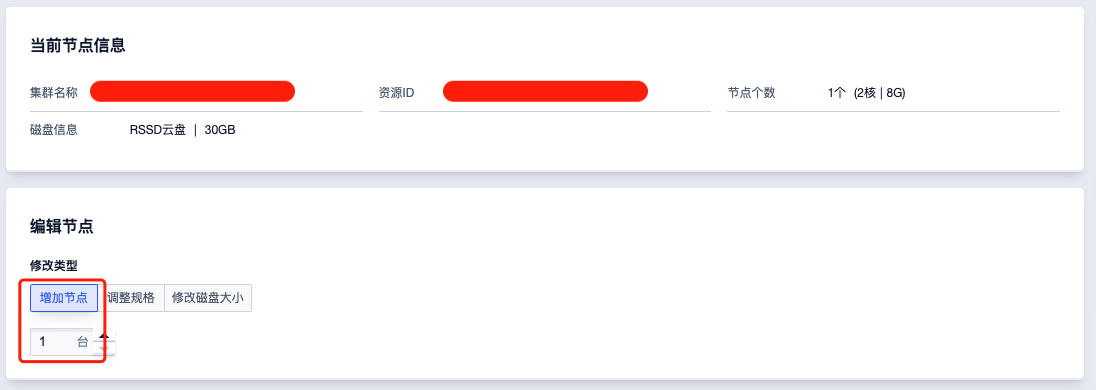 当前节点信息
集群名称 资源ID 节点个数 1个 (2核 | 8G)
磁盘信息 RSSD云盘 | 30GB
编辑节点
修改类型
增加节点 调整规格 修改磁盘大小
1 台